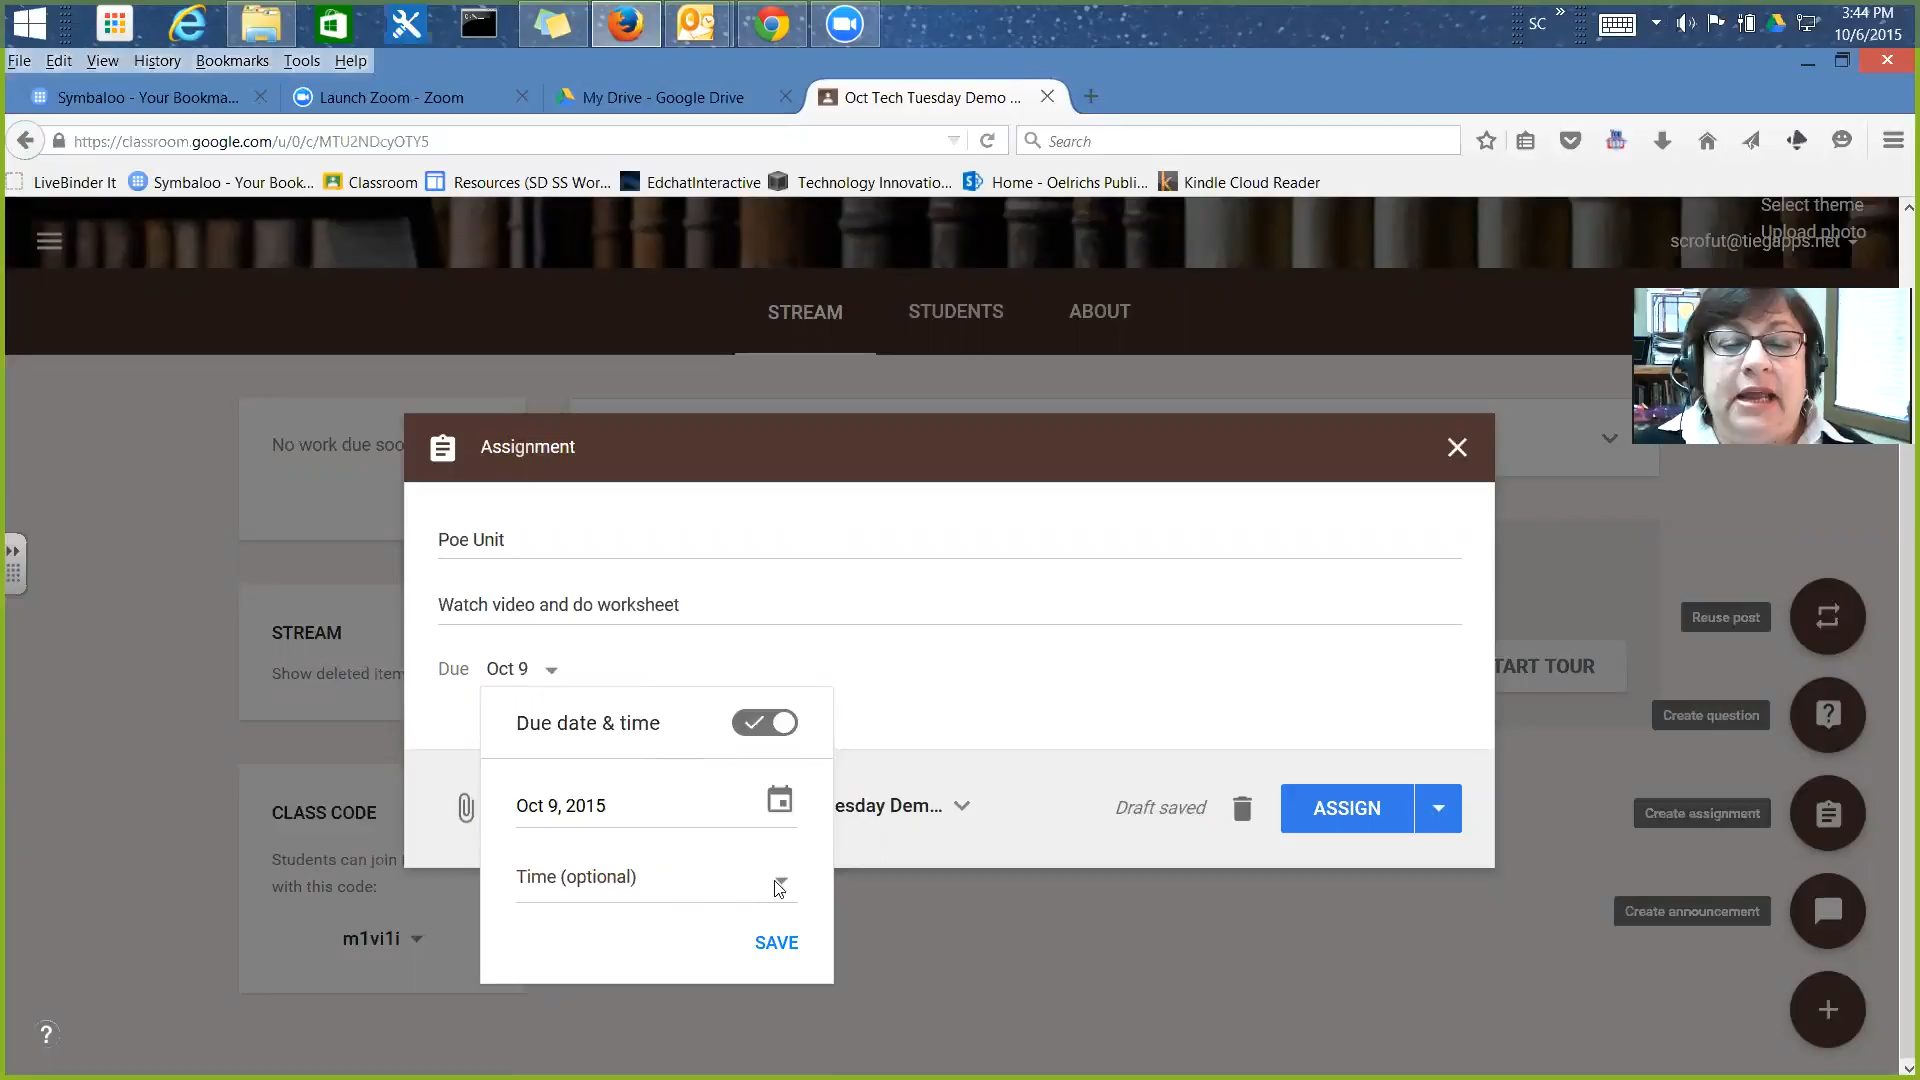 SC
»
3:44 PM
10/6/2015
File Edit View History Bookmarks Tools Help
Symbaloo - Your Bookma...
Launch Zoom - Zoom
My Drive - Google Drive
Oct Tech Tuesday Demo ...
https://classroom.google.com/u/0/c/MTU2NDcyOTY5
Search
LiveBinder It
Symbaloo - Your Book...
Classroom
Resources (SD SS Wor...
EdchatInteractive
Technology Innovatio...
Home - Oelrichs Publi...
Kindle Cloud Reader
Select theme
Upload photo
scrofut@tiegapps.net
STREAM
STUDENTS
ABOUT
No work due soo
Assignment
Poe Unit
Watch video and do worksheet
Due Oct 9
Due date & time
Oct 9, 2015
Time (optional)
SAVE
esday Dem...
Draft saved
ASSIGN
STREAM
Show deleted item
CLASS CODE
Students can join
with this code:
m1vi1i
TART TOUR
Reuse post
Create question
Create assignment
Create announcement
?